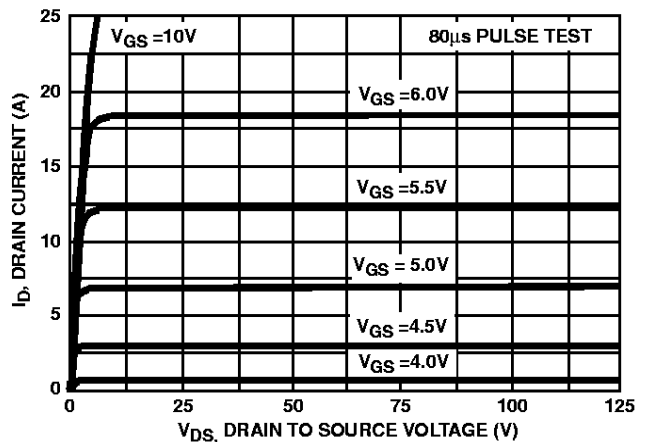 25
20
15
10
5
0
I_D, DRAIN CURRENT (A)
V_GS =10V
80µs PULSE TEST
V_GS =6.0V
V_GS =5.5V
V_GS =5.0V
V_GS =4.5V
V_GS =4.0V
0 25 50 75 100 125
V_DS, DRAIN TO SOURCE VOLTAGE (V)